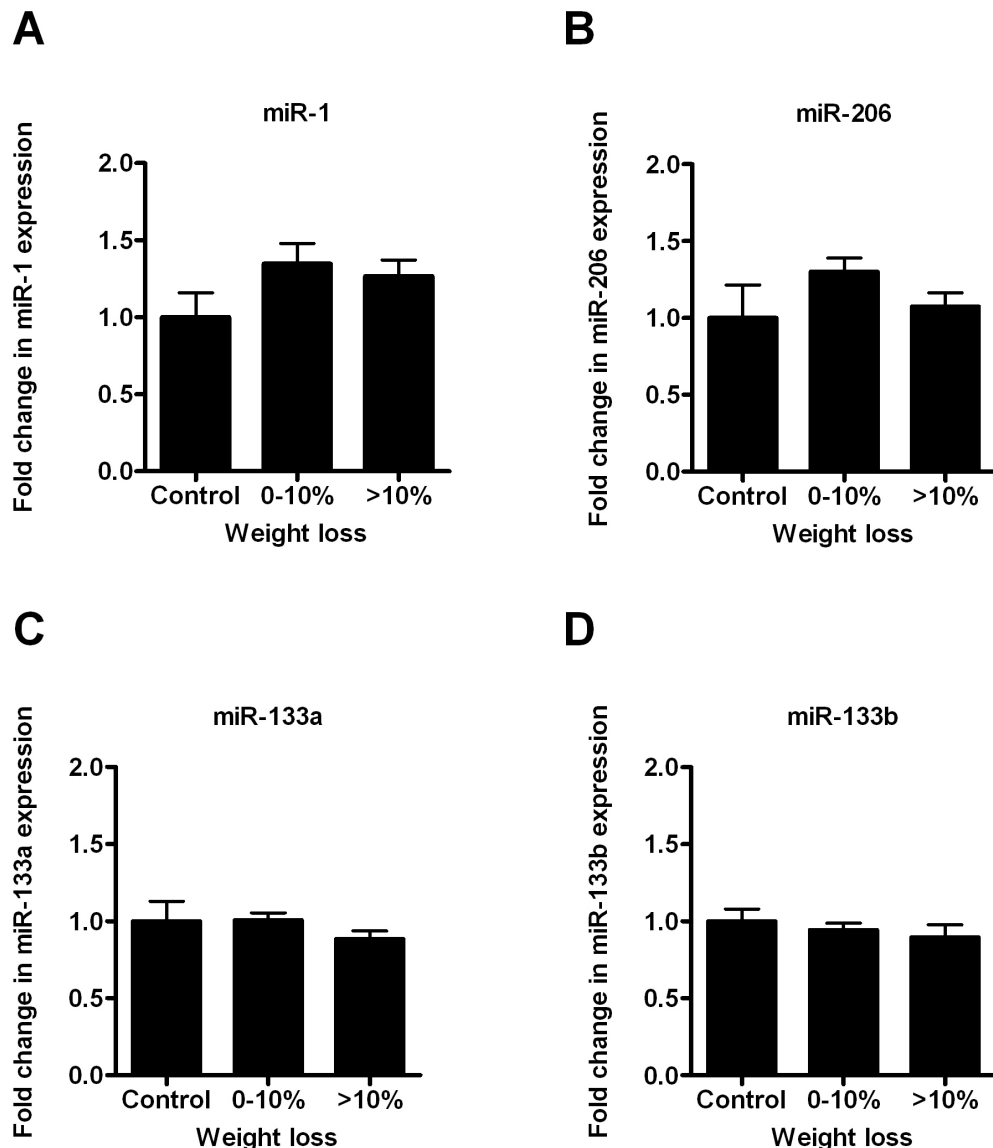 A
miR-1
Fold change in miR-1 expression
2.0
1.5
1.0
0.5
0.0
Control 0-10% >10%
Weight loss
B
miR-206
Fold change in miR-206 expression
2.0
1.5
1.0
0.5
0.0
Control 0-10% >10%
Weight loss
C
miR-133a
Fold change in miR-133a expression
2.0
1.5
1.0
0.5
0.0
Control 0-10% >10%
Weight loss
D
miR-133b
Fold change in miR-133b expression
2.0
1.5
1.0
0.5
0.0
Control 0-10% >10%
Weight loss